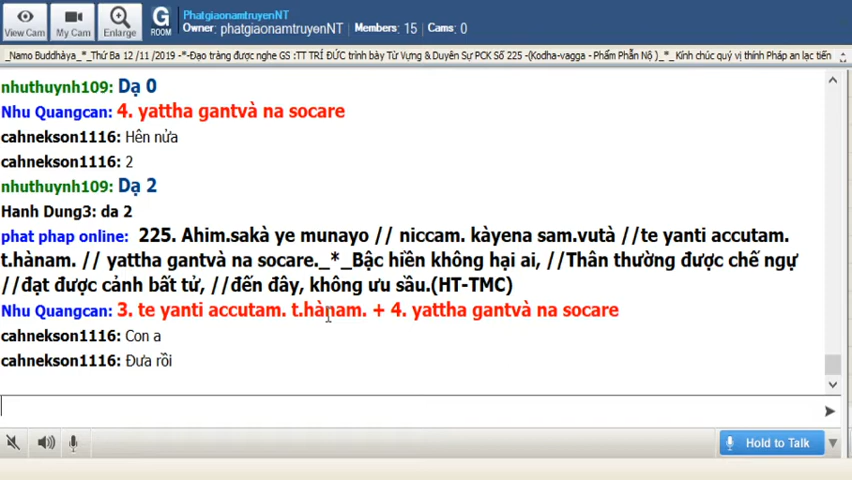 View Cam
My Cam
Enlarge
G
ROOM
PhatgiaonamtruyenNT
Owner: phatgiaonamtruyenNT Members: 15 Cams: 0
_Namo Buddhàya_*_Thứ Ba 12 /11 /2019 -*-Đạo tràng được nghe GS :TT TRÍ ĐỨC trình bày Từ Vựng & Duyên Sự PCK Số 225 -(Kodha-vagga - Phẩm Phẫn Nộ )_*_ Kính chúc quý vị thính Pháp an lạc tiến
nhuthuynh109: Dạ 0
Nhu Quangcan: 4. yattha gantvà na socare
cahnekson1116: Hên nửa
cahnekson1116: 2
nhuthuynh109: Dạ 2
Hanh Dung3: da 2
phat phap online: 225. Ahim.sakà ye munayo // niccam. kàyena sam.vutà //te yanti accutam.
t.hànam. // yattha gantvà na socare._*_Bậc hiền không hại ai, //Thân thường được chế ngự
//đạt được cảnh bất tử, //đến đây, không ưu sầu.(HT-TMC)
Nhu Quangcan: 3. te yanti accutam. t.hànam. + 4. yattha gantvà na socare
cahnekson1116: Con a
cahnekson1116: Đưa rồi
Hold to Talk